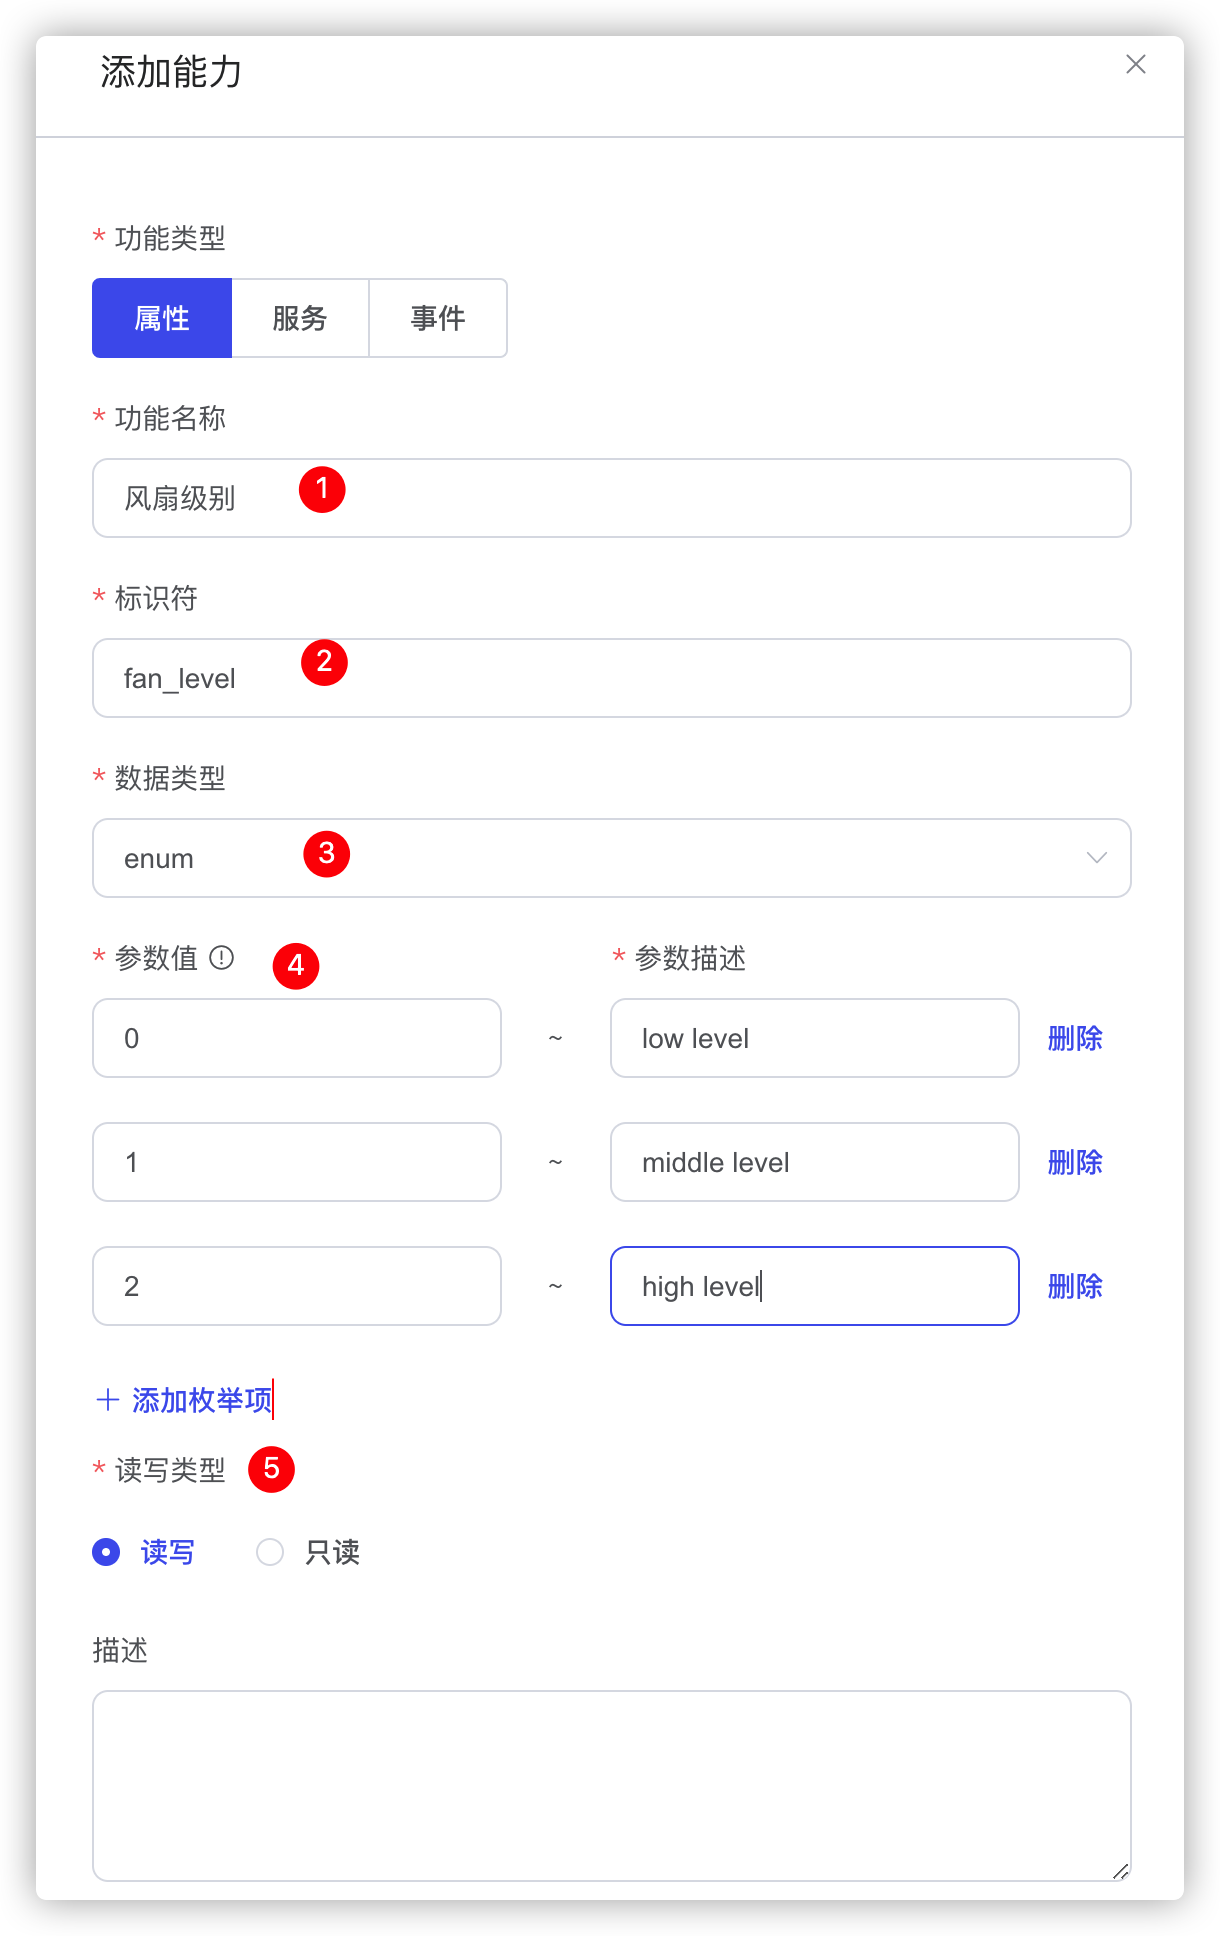 添加能力
* 功能类型
属性 服务 事件
* 功能名称
风扇级别 1
* 标识符
fan_level 2
* 数据类型
enum 3
* 参数值 4 * 参数描述
0 ~ low level 删除
1 ~ middle level 删除
2 ~ high level 删除
+ 添加枚举项
* 读写类型 5
读写 只读
描述